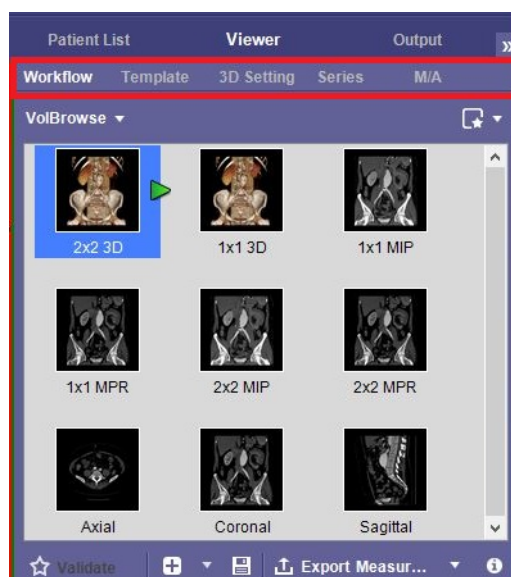 Patient List Viewer Output »
Workflow Template 3D Setting Series M/A
VolBrowse
2x2 3D 1x1 3D 1x1 MIP
1x1 MPR 2x2 MIP 2x2 MPR
Axial Coronal Sagittal
Validate Export Measur...